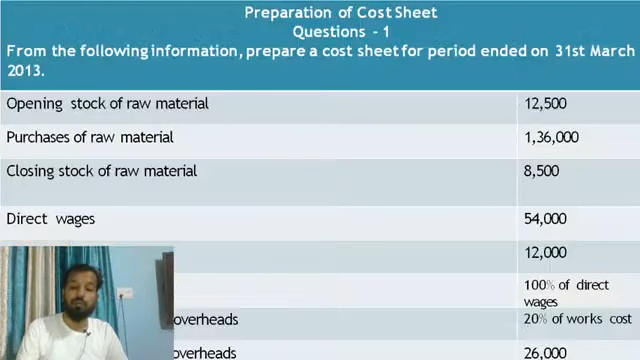 Preparation of Cost Sheet
Questions - 1
From the following information, prepare a cost sheet for period ended on 31st March
2013.
Opening stock of raw material 12,500
Purchases of raw material 1,36,000
Closing stock of raw material 8,500
Direct wages 54,000
12,000
100% of direct
wages
overheads 20% of works cost
overheads 26,000